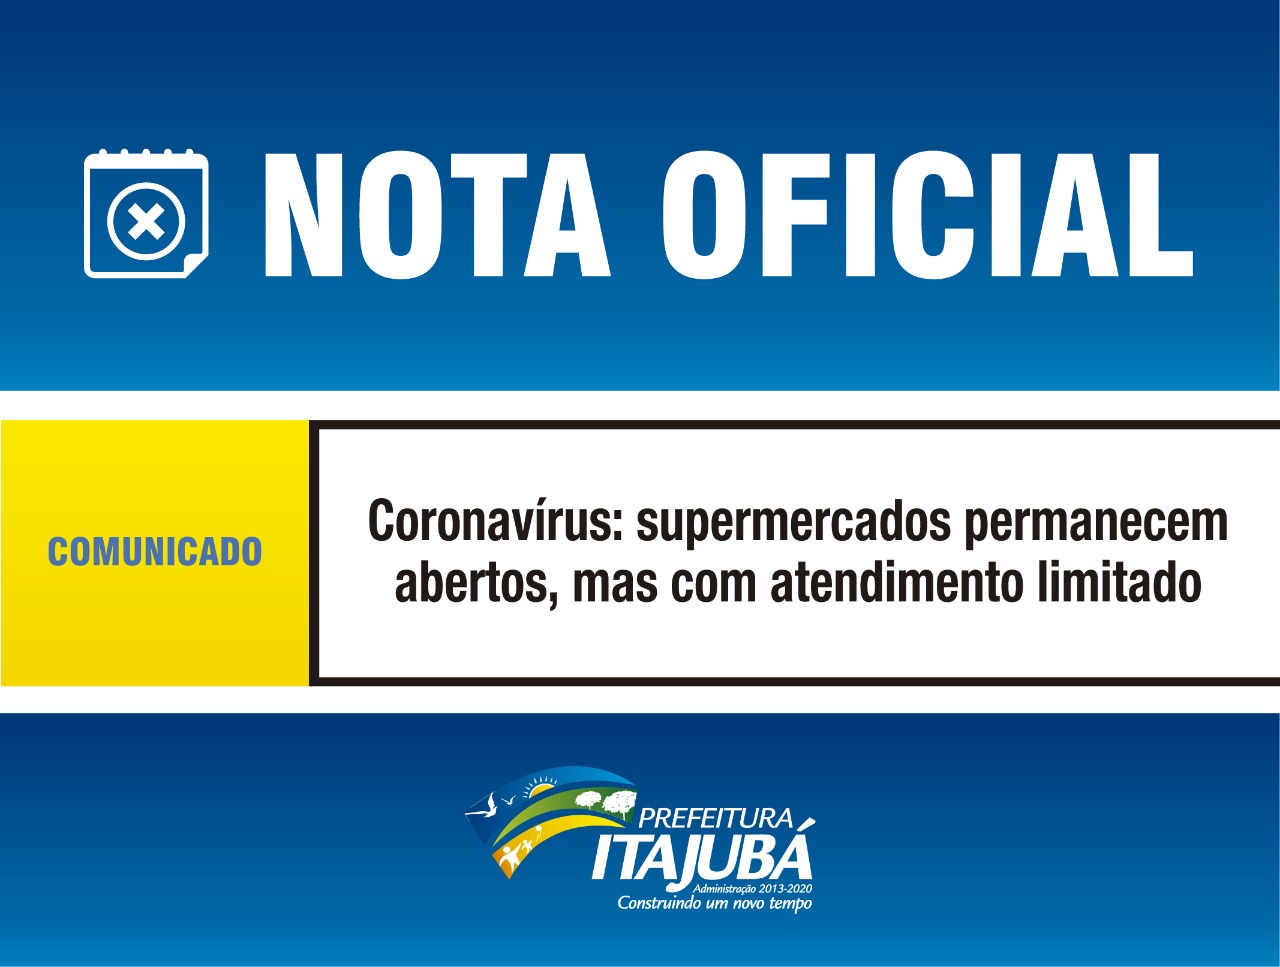 NOTA OFICIAL
COMUNICADO
Coronavírus: supermercados permanecem
abertos, mas com atendimento limitado
PREFEITURA
ITAJUBÁ
Administração 2013-2020
Construindo um novo tempo